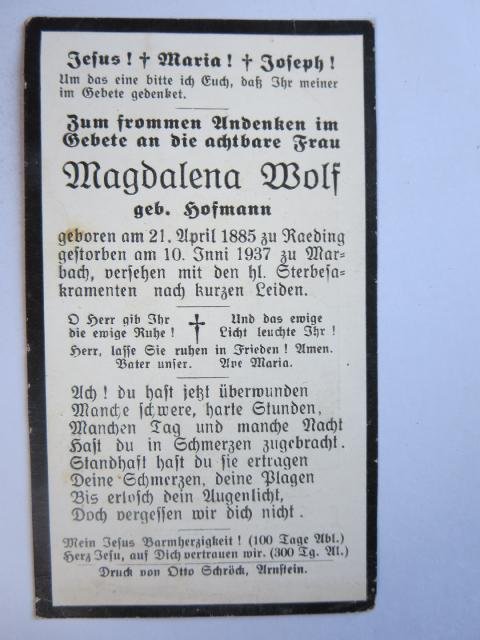 Jesus! † Maria! † Joseph!
Um das eine bitte ich Euch, daß Ihr meiner
im Gebete gedenket.
Zum frommen Andenken im
Gebete an die achtbare Frau
Magdalena Wolf
geb. Hofmann
geboren am 21. April 1885 zu Raeding
gestorben am 10. Inni 1937 zu Mar-
bach, versehen mit den hl. Sterbesa-
kramenten nach kurzen Leiden.
O Herr gib Ihr † Und das ewige
die ewige Ruhe! Licht leuchte Ihr!
Herr, lasse Sie ruhen in Frieden! Amen.
Vater unser. Ave Maria.
Ach! du hast jetzt überwunden
Manche schwere, harte Stunden,
Manchen Tag und manche Nacht
Hast du in Schmerzen zugebracht.
Standhaft hast du sie ertragen
Deine Schmerzen, deine Plagen
Bis erlosch dein Augenlicht,
Doch vergessen wir dich nicht.
Mein Jesus Barmherzigkeit! (100 Tage Abl.)
Herz Jesu, auf Dich vertrauen wir. (300 Tg. Al.)
Druck von Otto Schröck, Arnstein.